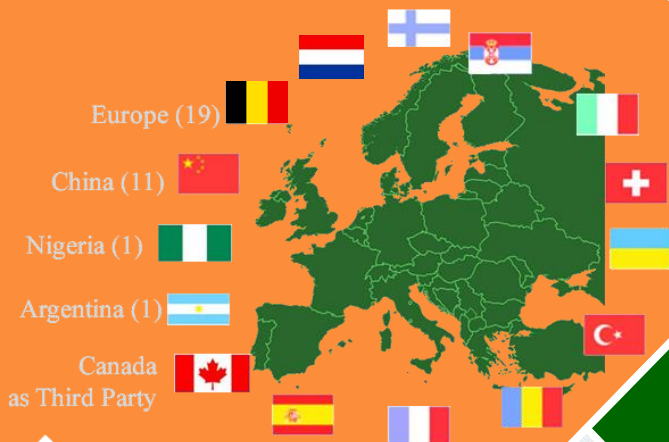 Europe (19)
China (11)
Nigeria (1)
Argentina (1)
Canada
as Third Party